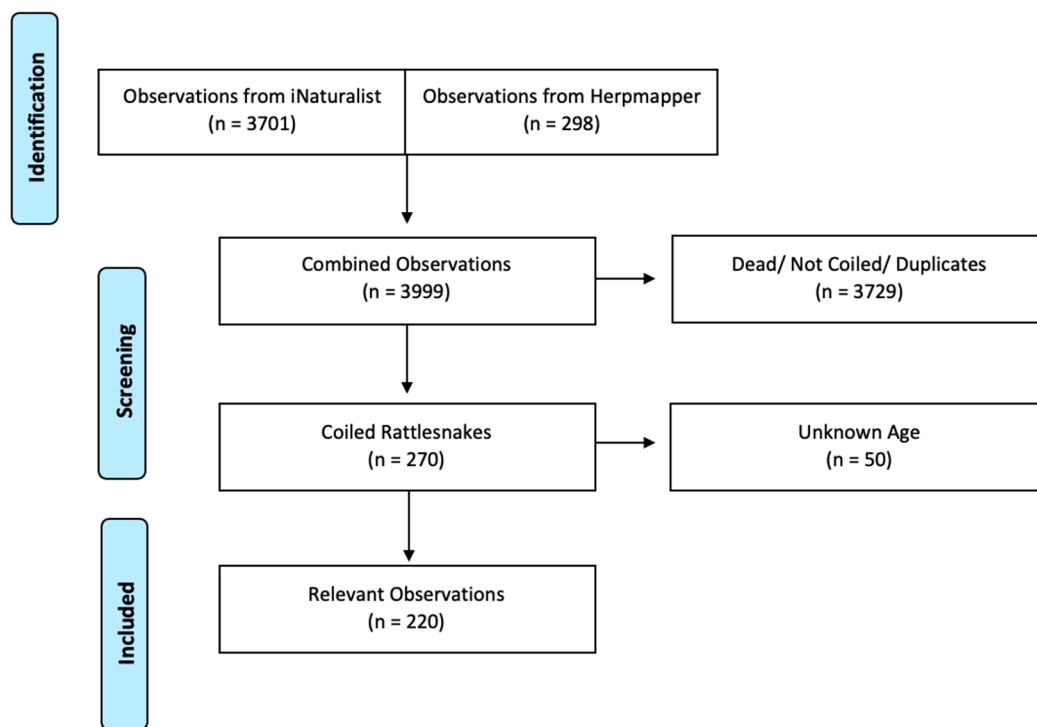 Identification
Observations from iNaturalist
(n = 3701)
Observations from Herpmapper
(n = 298)
Screening
Combined Observations
(n = 3999)
Dead/ Not Coiled/ Duplicates
(n = 3729)
Coiled Rattlesnakes
(n = 270)
Unknown Age
(n = 50)
Included
Relevant Observations
(n = 220)